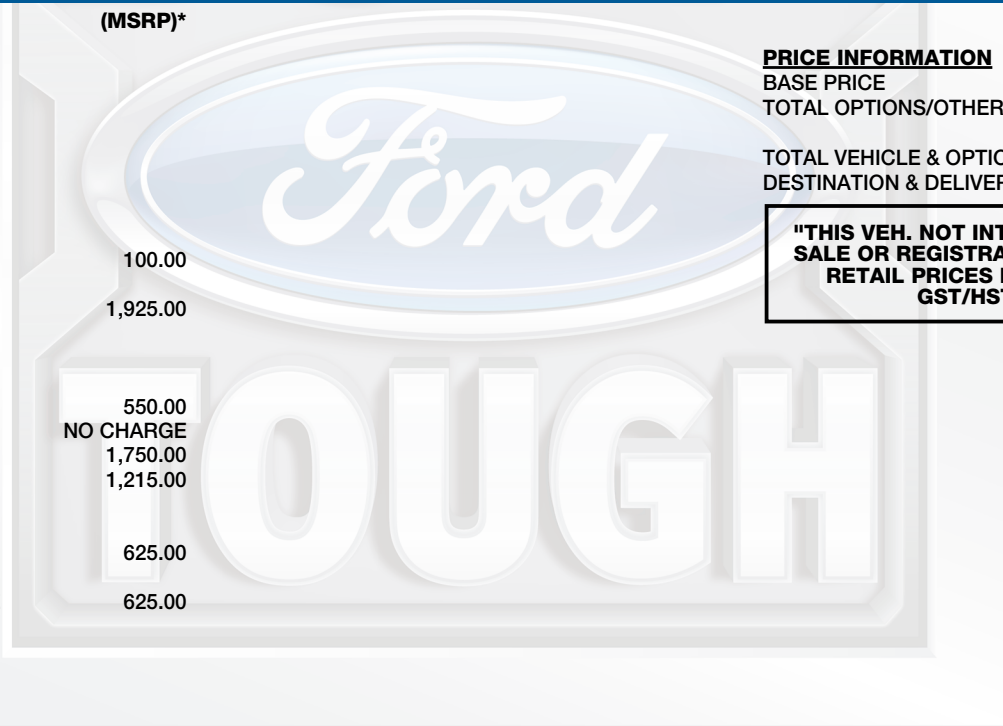 (MSRP)*
Ford
TOUGH
100.00
1,925.00
550.00
NO CHARGE
1,750.00
1,215.00
625.00
625.00
PRICE INFORMATION
BASE PRICE
TOTAL OPTIONS/OTHER
TOTAL VEHICLE & OPTIO
DESTINATION & DELIVER
"THIS VEH. NOT INT
SALE OR REGISTRA
RETAIL PRICES
GST/HST